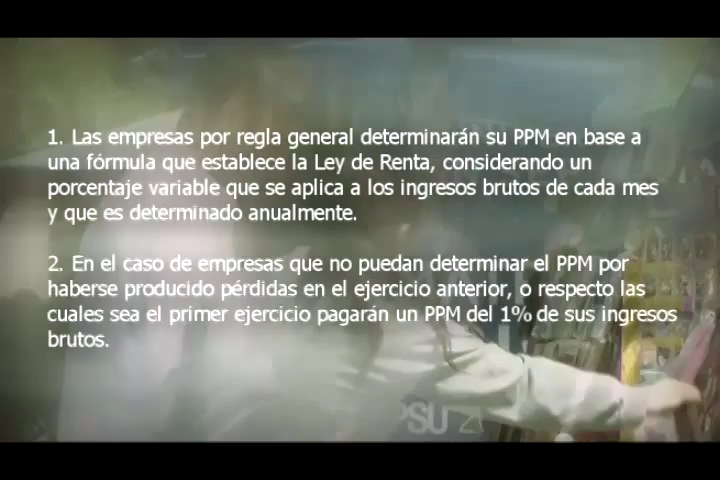 1. Las empresas por regla general determinarán su PPM en base a
una fórmula que establece la Ley de Renta, considerando un
porcentaje variable que se aplica a los ingresos brutos de cada mes
y que es determinado anualmente.
2. En el caso de empresas que no puedan determinar el PPM por
haberse producido pérdidas en el ejercicio anterior, o respecto las
cuales sea el primer ejercicio pagarán un PPM del 1% de sus ingresos
brutos.
PSU